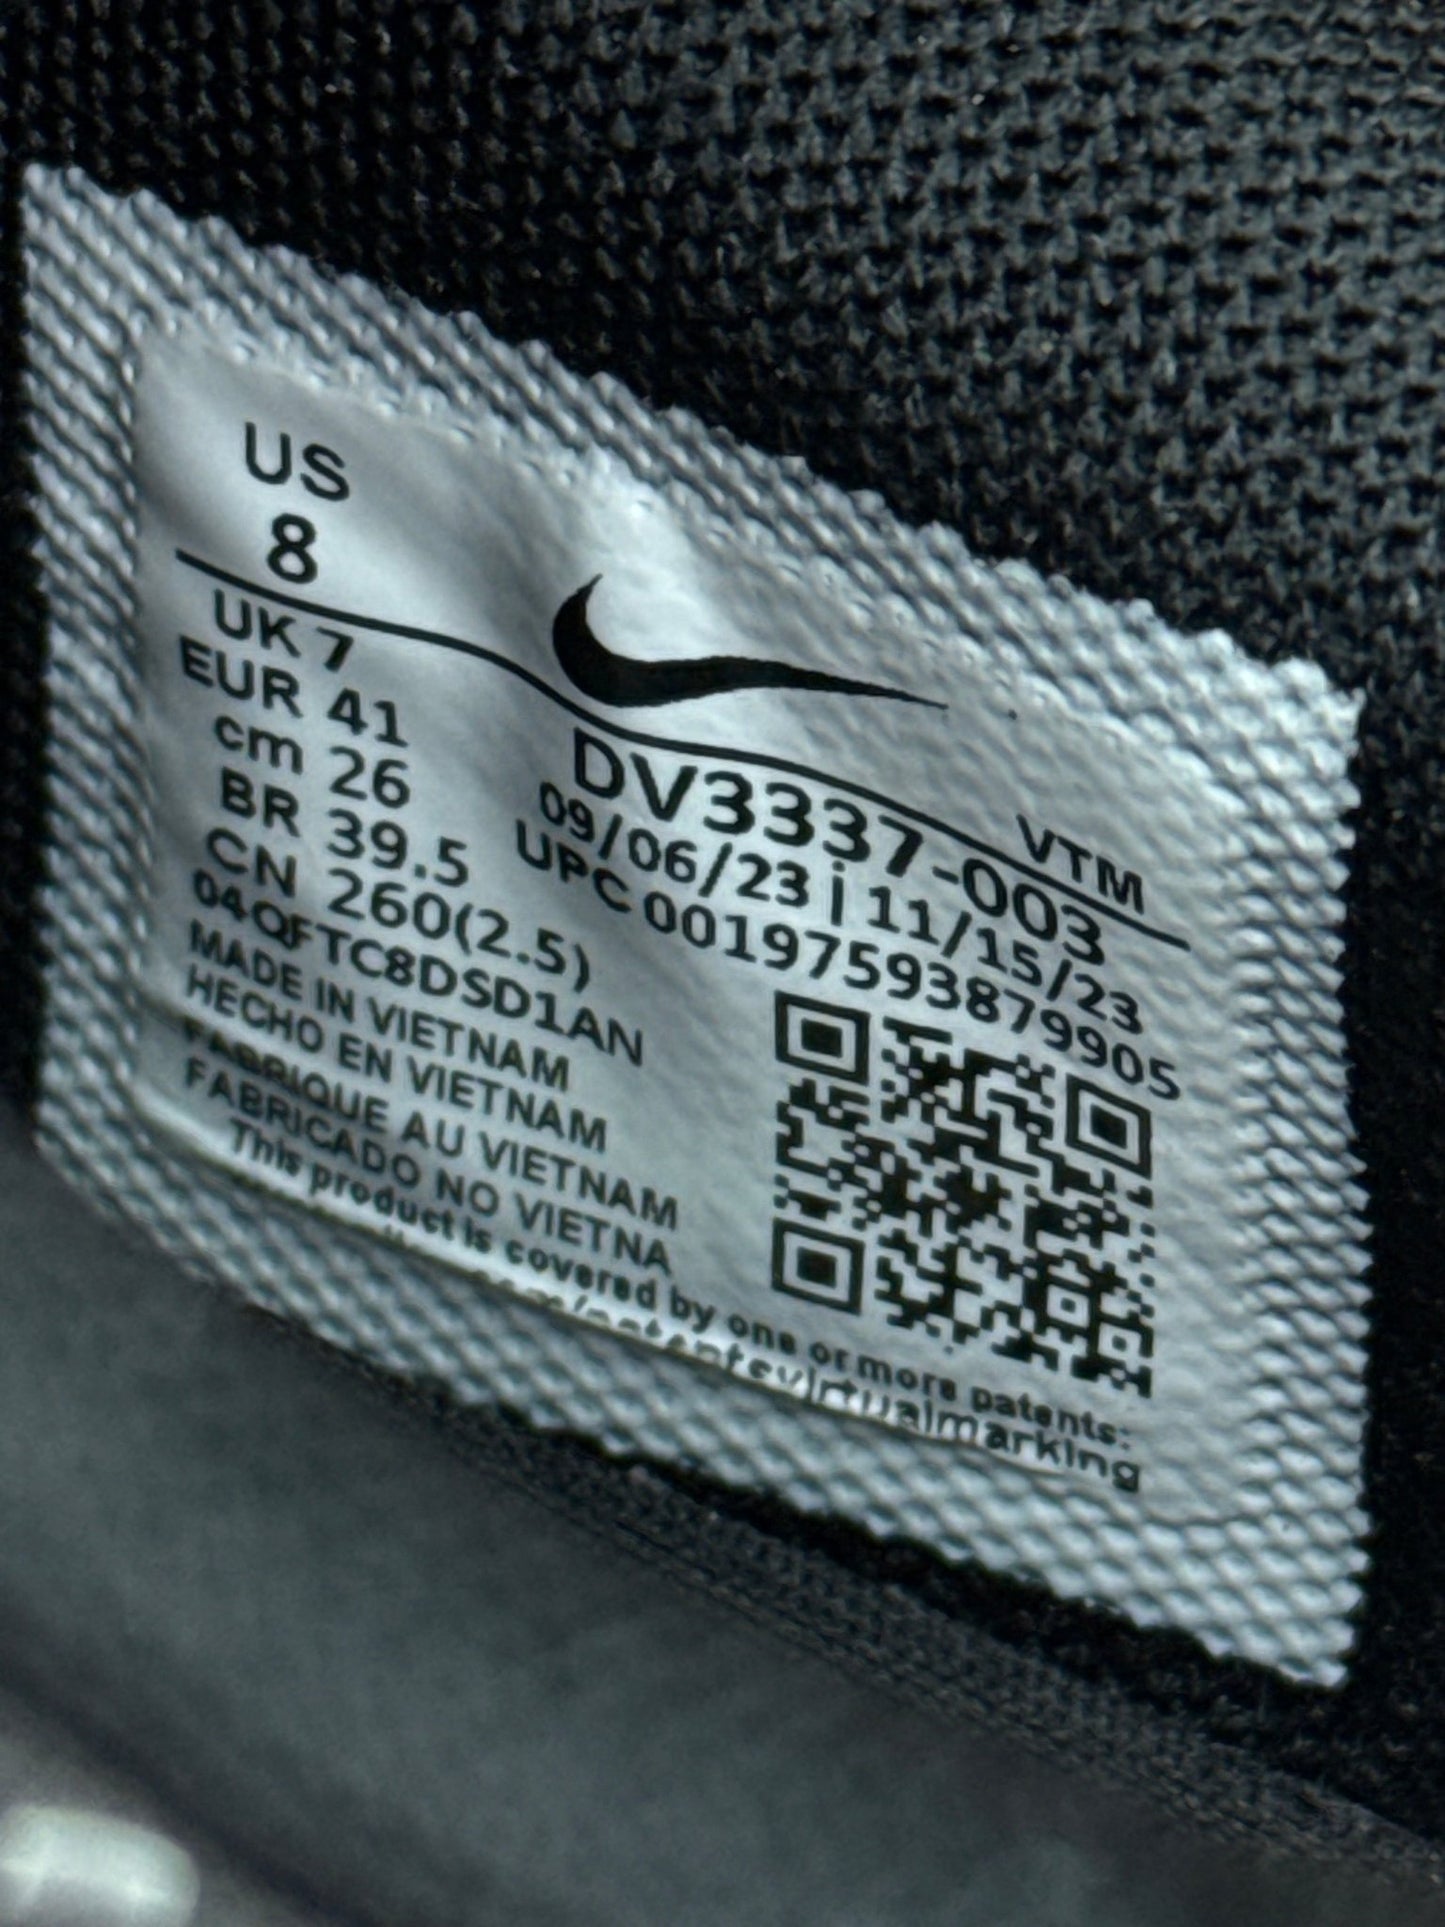 US
8
UK 7
EUR 41
cm 26
BR 39.5
CN 260(2.5)
04QFTC8DSD1AN
MADE IN VIETNAM
HECHO EN VIETNAM
FABRIQUE AU VIETNAM
FABRICADO NO VIETNA
This product is covered by one or more patents:
VTM
DV3337-003
09/06/23 | 11/15/23
UPC 00197593879905